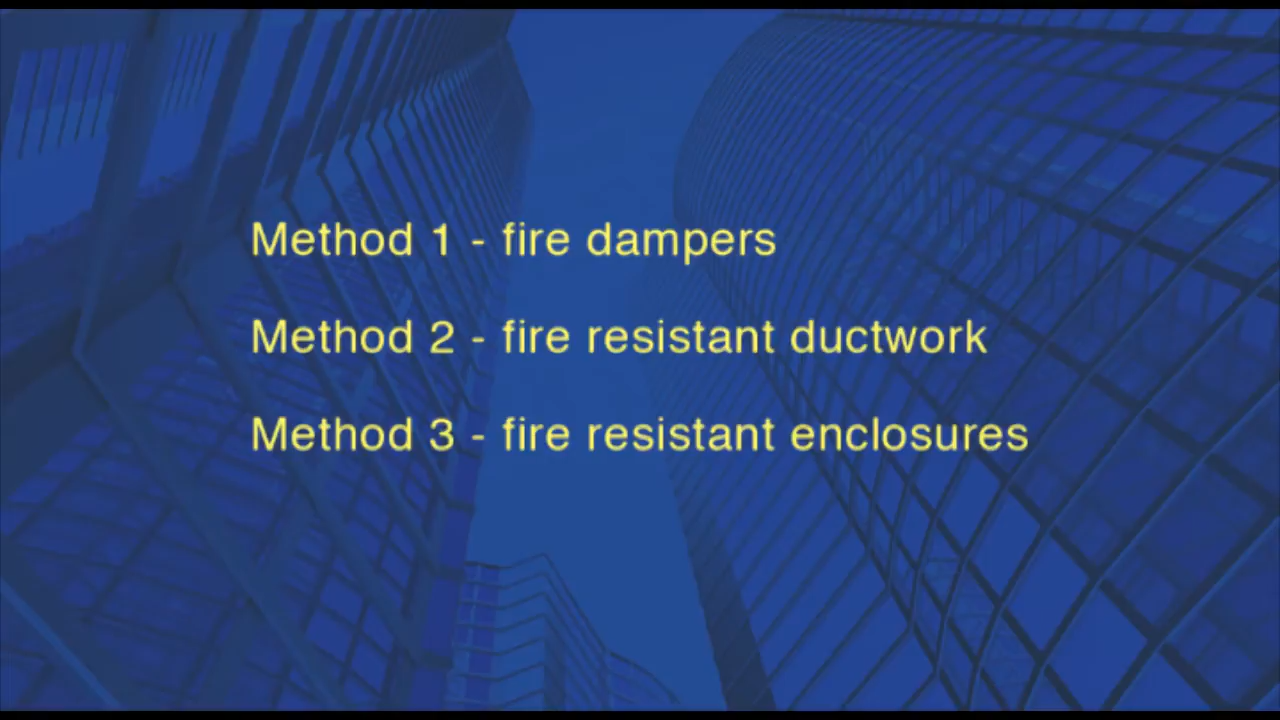 Method 1 - fire dampers
Method 2 - fire resistant ductwork
Method 3 - fire resistant enclosures